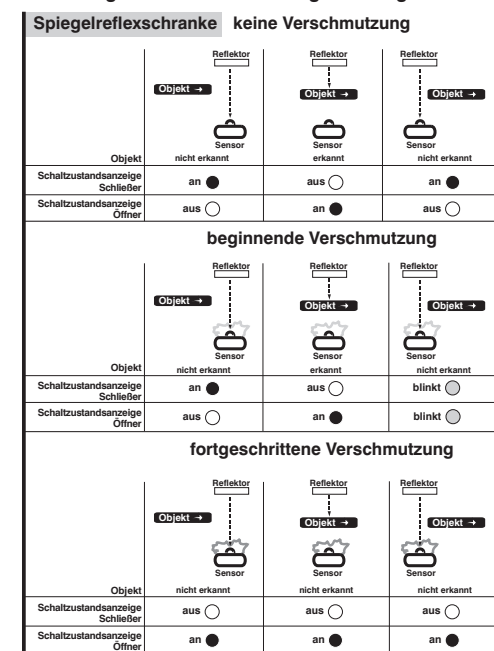 Spiegelreflexschranke keine Verschmutzung
Reflektor Reflektor Reflektor
Objekt → Objekt → Objekt →
Sensor Sensor Sensor
Objekt nicht erkannt erkannt nicht erkannt
Schaltzustandsanzeige
Schließer an aus an
Schaltzustandsanzeige
Öffner aus an aus
beginnende Verschmutzung
Reflektor Reflektor Reflektor
Objekt → Objekt → Objekt →
Sensor Sensor Sensor
Objekt nicht erkannt erkannt nicht erkannt
Schaltzustandsanzeige
Schließer an aus blinkt
Schaltzustandsanzeige
Öffner aus an blinkt
fortgeschrittene Verschmutzung
Reflektor Reflektor Reflektor
Objekt → Objekt → Objekt →
Sensor Sensor Sensor
Objekt nicht erkannt nicht erkannt nicht erkannt
Schaltzustandsanzeige
Schließer aus aus aus
Schaltzustandsanzeige
Öffner an an an